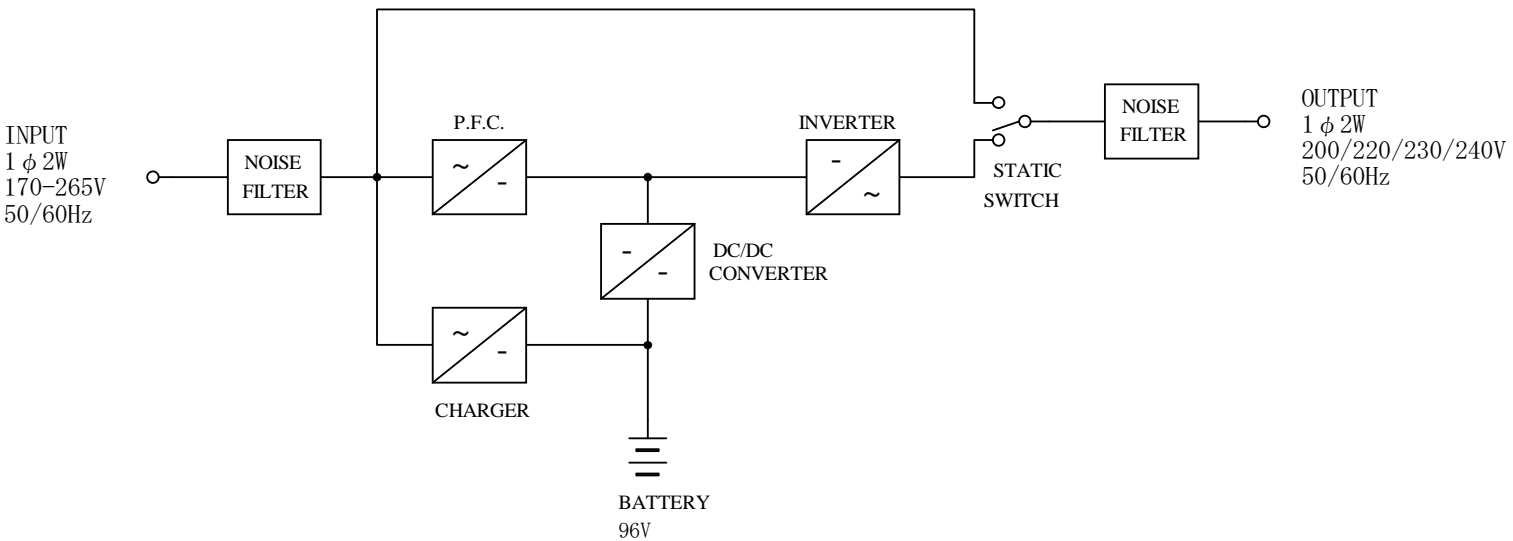 INPUT
1φ2W
170-265V
50/60Hz
NOISE
FILTER
P.F.C.
~
-
CHARGER
~
-
DC/DC
CONVERTER
-
-
BATTERY
96V
INVERTER
-
~
STATIC
SWITCH
NOISE
FILTER
OUTPUT
1φ2W
200/220/230/240V
50/60Hz